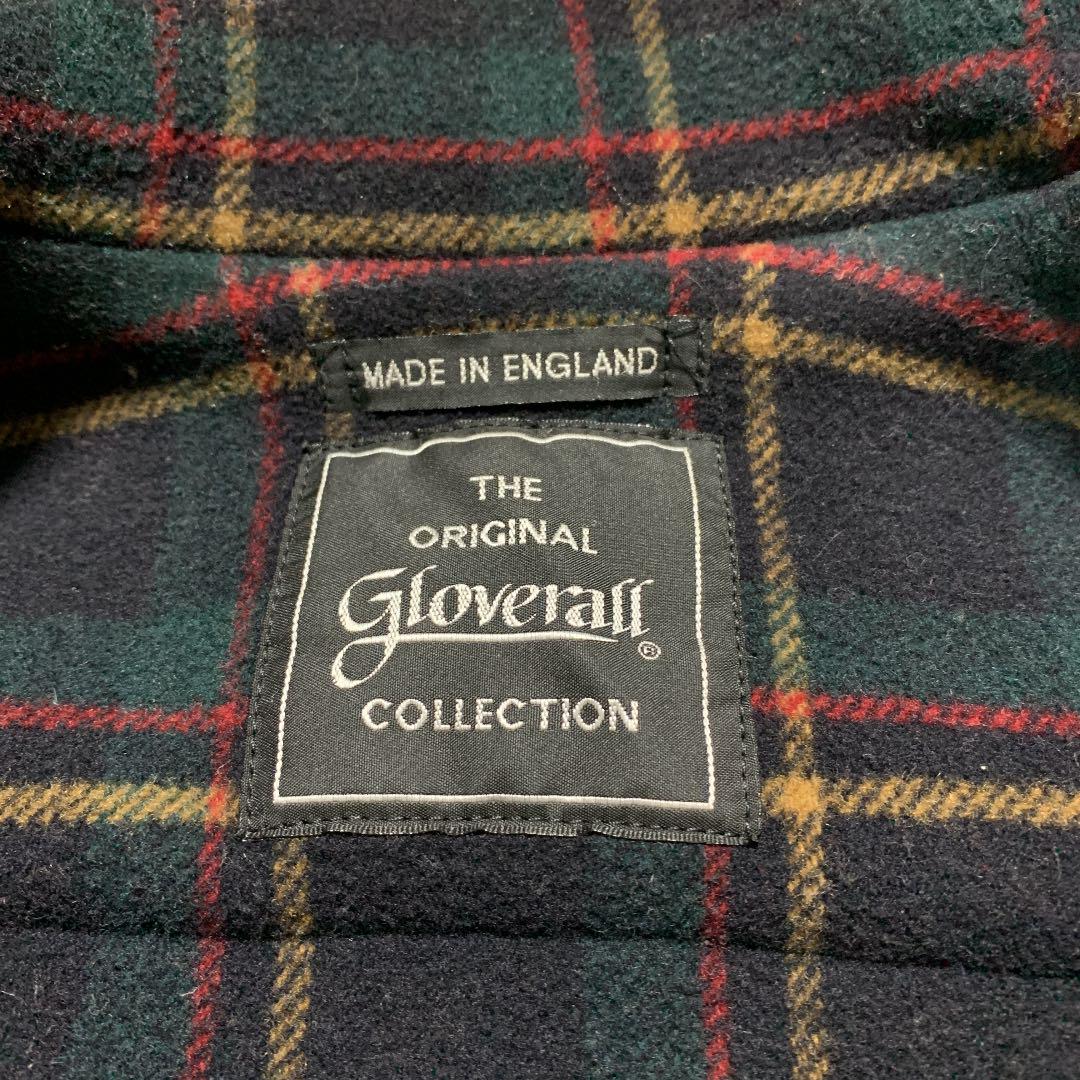 MADE IN ENGLAND
THE
ORIGINAL
Gloverall®
COLLECTION